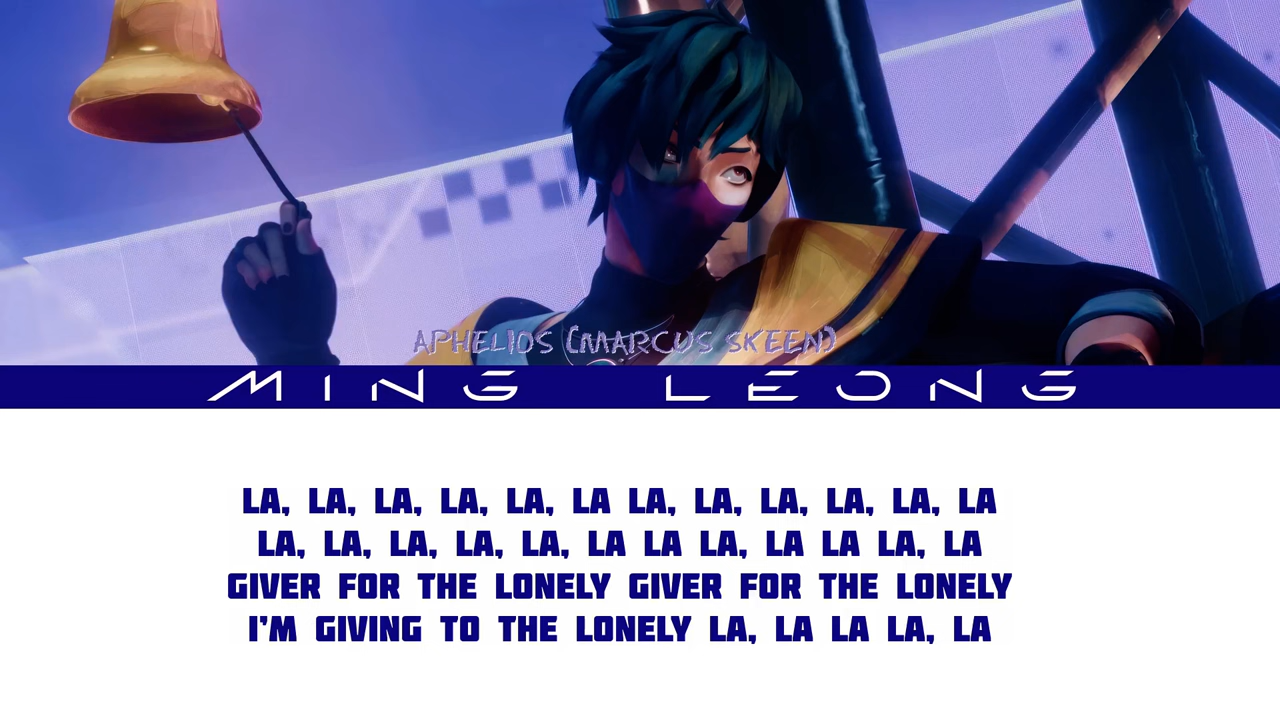 APHELIOS (MARCUS SKEEN)
MING LEONG
LA, LA, LA, LA, LA, LA LA, LA, LA, LA, LA, LA
LA, LA, LA, LA, LA, LA LA LA, LA LA LA, LA
GIVER FOR THE LONELY GIVER FOR THE LONELY
I'M GIVING TO THE LONELY LA, LA LA LA, LA